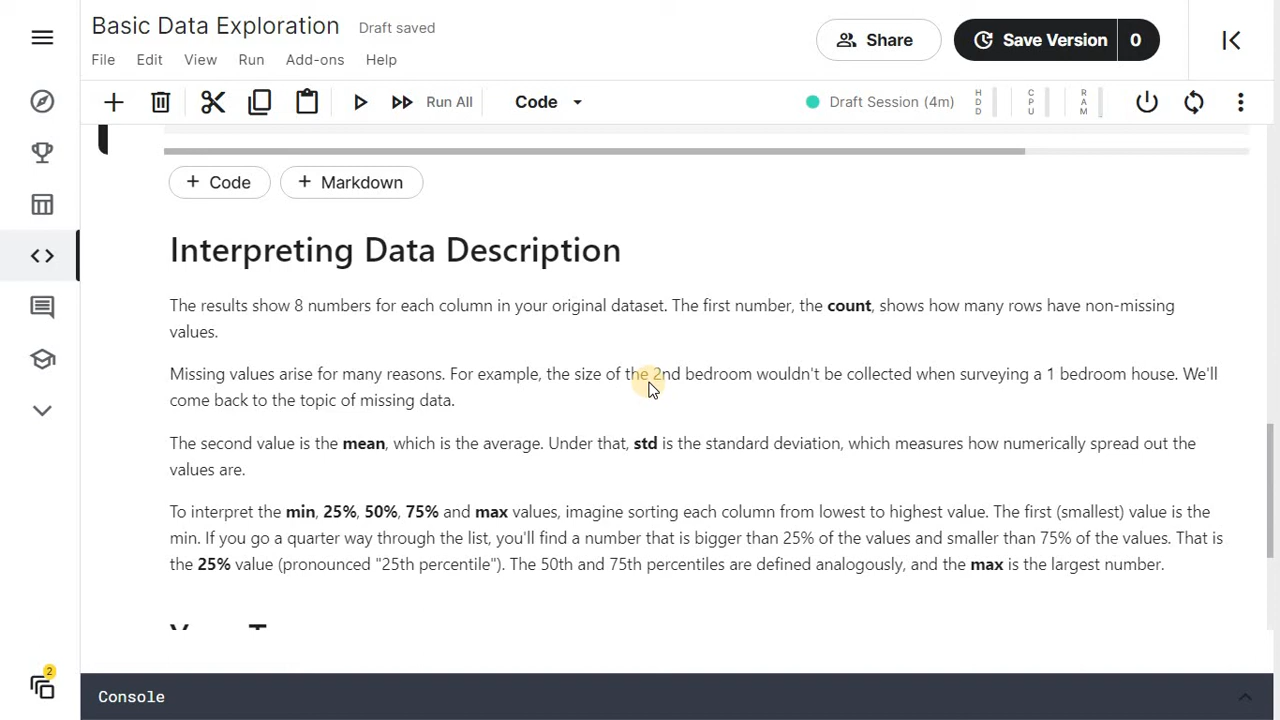 Basic Data Exploration Draft saved
File Edit View Run Add-ons Help
Share
Save Version 0
Run All
Code
Draft Session (4m)
HDD
CPU
RAM
+ Code
+ Markdown
Interpreting Data Description
The results show 8 numbers for each column in your original dataset. The first number, the count, shows how many rows have non-missing
values.
Missing values arise for many reasons. For example, the size of the 2nd bedroom wouldn't be collected when surveying a 1 bedroom house. We'll
come back to the topic of missing data.
The second value is the mean, which is the average. Under that, std is the standard deviation, which measures how numerically spread out the
values are.
To interpret the min, 25%, 50%, 75% and max values, imagine sorting each column from lowest to highest value. The first (smallest) value is the
min. If you go a quarter way through the list, you'll find a number that is bigger than 25% of the values and smaller than 75% of the values. That is
the 25% value (pronounced "25th percentile"). The 50th and 75th percentiles are defined analogously, and the max is the largest number.
2
Console